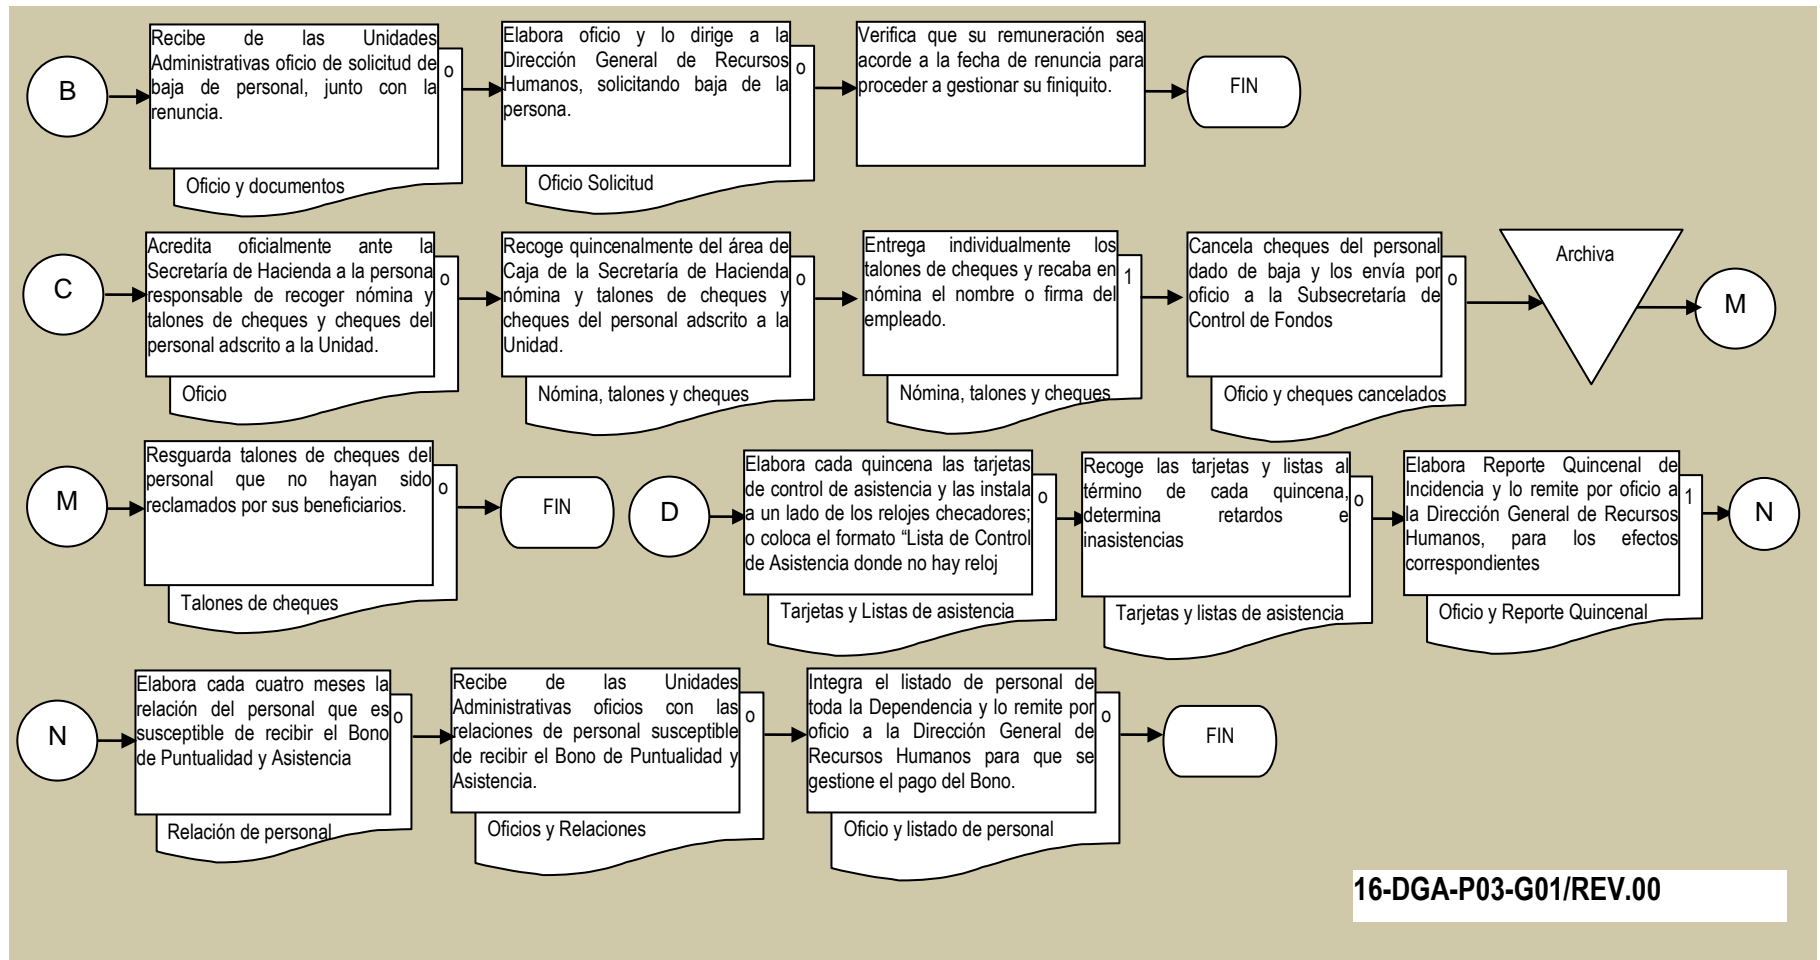 B
Recibe de las Unidades
Administrativas oficio de solicitud de
baja de personal, junto con la
renuncia.
o
Oficio y documentos
Elabora oficio y lo dirige a la
Dirección General de Recursos
Humanos, solicitando baja de la
persona.
o
Oficio Solicitud
Verifica que su remuneración sea
acorde a la fecha de renuncia para
proceder a gestionar su finiquito.
FIN
C
Acredita oficialmente ante la
Secretaría de Hacienda a la persona
responsable de recoger nómina y
talones de cheques y cheques del
personal adscrito a la Unidad.
o
Oficio
Recoge quincenalmente del área de
Caja de la Secretaría de Hacienda
nómina y talones de cheques y
cheques del personal adscrito a la
Unidad.
o
Nómina, talones y cheques
Entrega individualmente los
talones de cheques y recaba en
nómina el nombre o firma del
empleado.
1
Nómina, talones y cheques
Cancela cheques del personal
dado de baja y los envía por
oficio a la Subsecretaría de
Control de Fondos
o
Oficio y cheques cancelados
Archiva
M
M
Resguarda talones de cheques del
personal que no hayan sido
reclamados por sus beneficiarios.
o
Talones de cheques
FIN
D
Elabora cada quincena las tarjetas
de control de asistencia y las instala
a un lado de los relojes checadores;
o coloca el formato “Lista de Control
de Asistencia donde no hay reloj
o
Tarjetas y Listas de asistencia
Recoge las tarjetas y listas al
término de cada quincena,
determina retardos e
inasistencias
o
Tarjetas y listas de asistencia
Elabora Reporte Quincenal de
Incidencia y lo remite por oficio a
la Dirección General de Recursos
Humanos, para los efectos
correspondientes
1
Oficio y Reporte Quincenal
N
N
Elabora cada cuatro meses la
relación del personal que es
susceptible de recibir el Bono
de Puntualidad y Asistencia
o
Relación de personal
Recibe de las Unidades
Administrativas oficios con las
relaciones de personal susceptible
de recibir el Bono de Puntualidad y
Asistencia.
o
Oficios y Relaciones
Integra el listado de personal de
toda la Dependencia y lo remite por
oficio a la Dirección General de
Recursos Humanos para que se
gestione el pago del Bono.
o
Oficio y listado de personal
FIN
16-DGA-P03-G01/REV.00